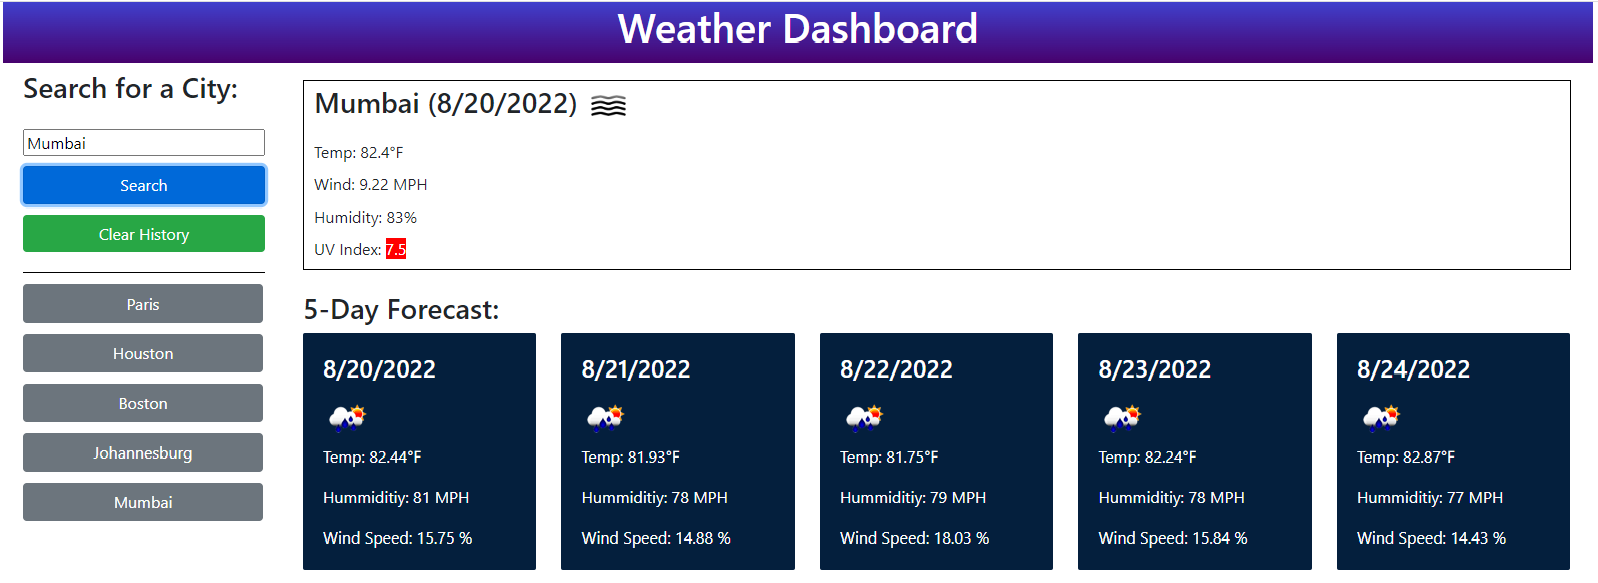 Weather Dashboard
Search for a City:
Mumbai
Search
Clear History
Paris
Houston
Boston
Johannesburg
Mumbai
Mumbai (8/20/2022)
Temp: 82.4°F
Wind: 9.22 MPH
Humidity: 83%
UV Index: 7.5
5-Day Forecast:
8/20/2022
Temp: 82.44°F
Hummiditiy: 81 MPH
Wind Speed: 15.75 %
8/21/2022
Temp: 81.93°F
Hummiditiy: 78 MPH
Wind Speed: 14.88 %
8/22/2022
Temp: 81.75°F
Hummiditiy: 79 MPH
Wind Speed: 18.03 %
8/23/2022
Temp: 82.24°F
Hummiditiy: 78 MPH
Wind Speed: 15.84 %
8/24/2022
Temp: 82.87°F
Hummiditiy: 77 MPH
Wind Speed: 14.43 %